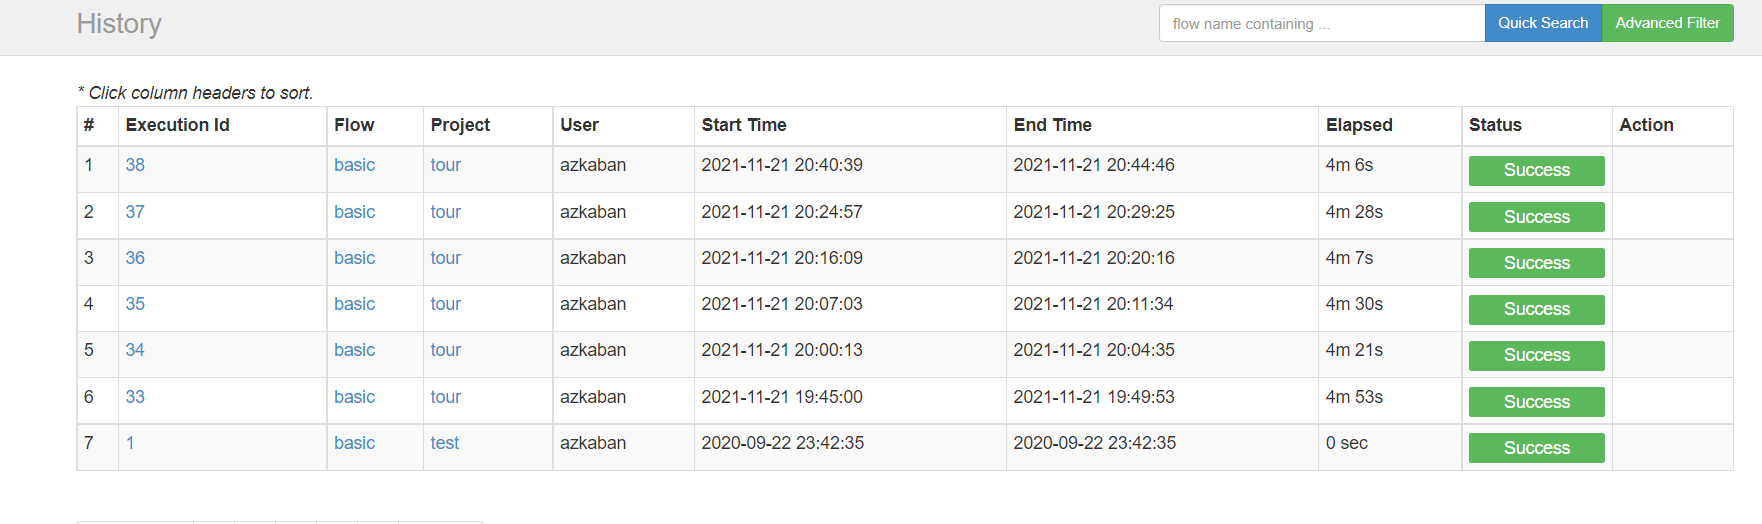 History
flow name containing ... Quick Search Advanced Filter
* Click column headers to sort.
# Execution Id Flow Project User Start Time End Time Elapsed Status Action
1 38 basic tour azkaban 2021-11-21 20:40:39 2021-11-21 20:44:46 4m 6s Success
2 37 basic tour azkaban 2021-11-21 20:24:57 2021-11-21 20:29:25 4m 28s Success
3 36 basic tour azkaban 2021-11-21 20:16:09 2021-11-21 20:20:16 4m 7s Success
4 35 basic tour azkaban 2021-11-21 20:07:03 2021-11-21 20:11:34 4m 30s Success
5 34 basic tour azkaban 2021-11-21 20:00:13 2021-11-21 20:04:35 4m 21s Success
6 33 basic tour azkaban 2021-11-21 19:45:00 2021-11-21 19:49:53 4m 53s Success
7 1 basic test azkaban 2020-09-22 23:42:35 2020-09-22 23:42:35 0 sec Success